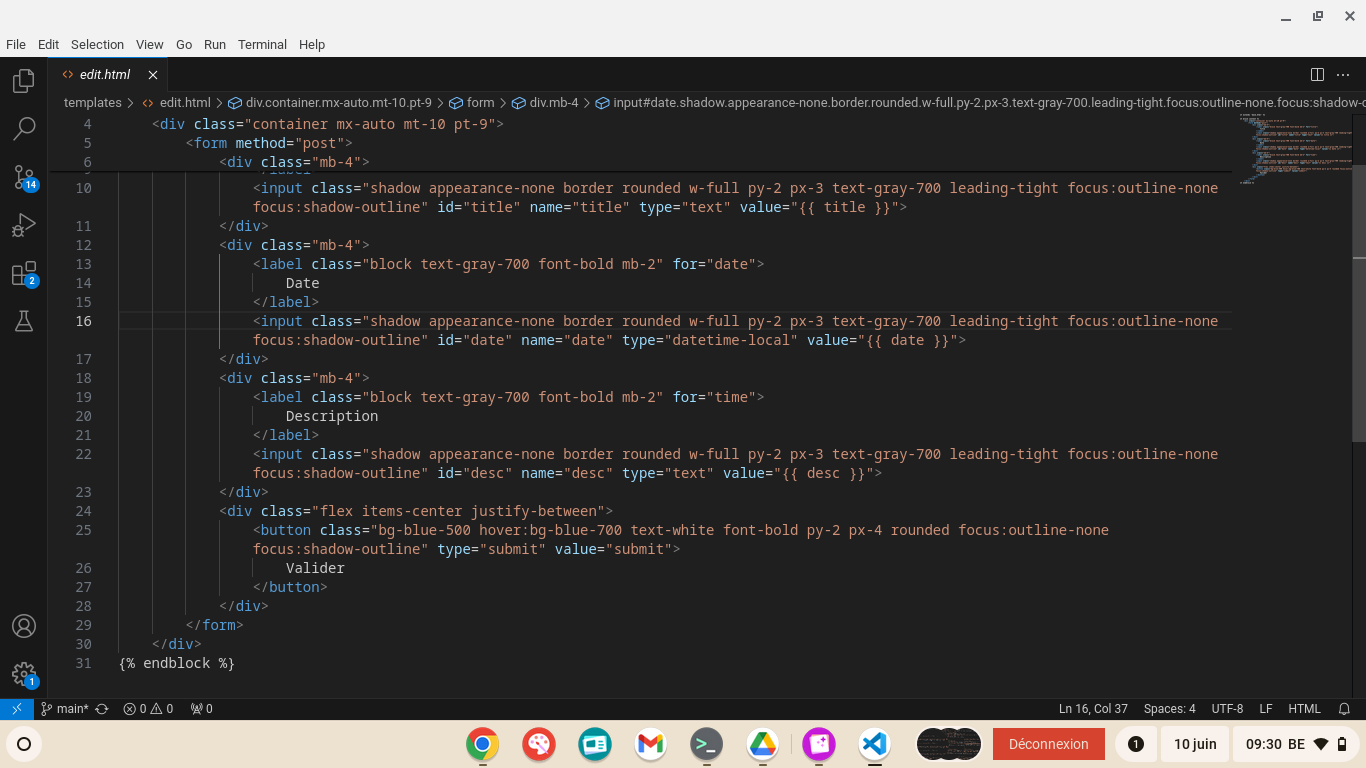 File Edit Selection View Go Run Terminal Help
edit.html
templates > edit.html > div.container.mx-auto.mt-10.pt-9 > form > div.mb-4 > input#date.shadow.appearance-none.border.rounded.w-full.py-2.px-3.text-gray-700.leading-tight.focus:outline-none.focus:shadow-o
4 <div class="container mx-auto mt-10 pt-9">
5 <form method="post">
6 <div class="mb-4">
10 <input class="shadow appearance-none border rounded w-full py-2 px-3 text-gray-700 leading-tight focus:outline-none
focus:shadow-outline" id="title" name="title" type="text" value="{{ title }}">
11 </div>
12 <div class="mb-4">
13 <label class="block text-gray-700 font-bold mb-2" for="date">
14 Date
15 </label>
16 <input class="shadow appearance-none border rounded w-full py-2 px-3 text-gray-700 leading-tight focus:outline-none
focus:shadow-outline" id="date" name="date" type="datetime-local" value="{{ date }}">
17 </div>
18 <div class="mb-4">
19 <label class="block text-gray-700 font-bold mb-2" for="time">
20 Description
21 </label>
22 <input class="shadow appearance-none border rounded w-full py-2 px-3 text-gray-700 leading-tight focus:outline-none
focus:shadow-outline" id="desc" name="desc" type="text" value="{{ desc }}">
23 </div>
24 <div class="flex items-center justify-between">
25 <button class="bg-blue-500 hover:bg-blue-700 text-white font-bold py-2 px-4 rounded focus:outline-none
focus:shadow-outline" type="submit" value="submit">
26 Valider
27 </button>
28 </div>
29 </form>
30 </div>
31 {% endblock %}
14
2
1
main* 0 0 0 Ln 16, Col 37 Spaces: 4 UTF-8 LF HTML
Déconnexion 1 10 juin 09:30 BE